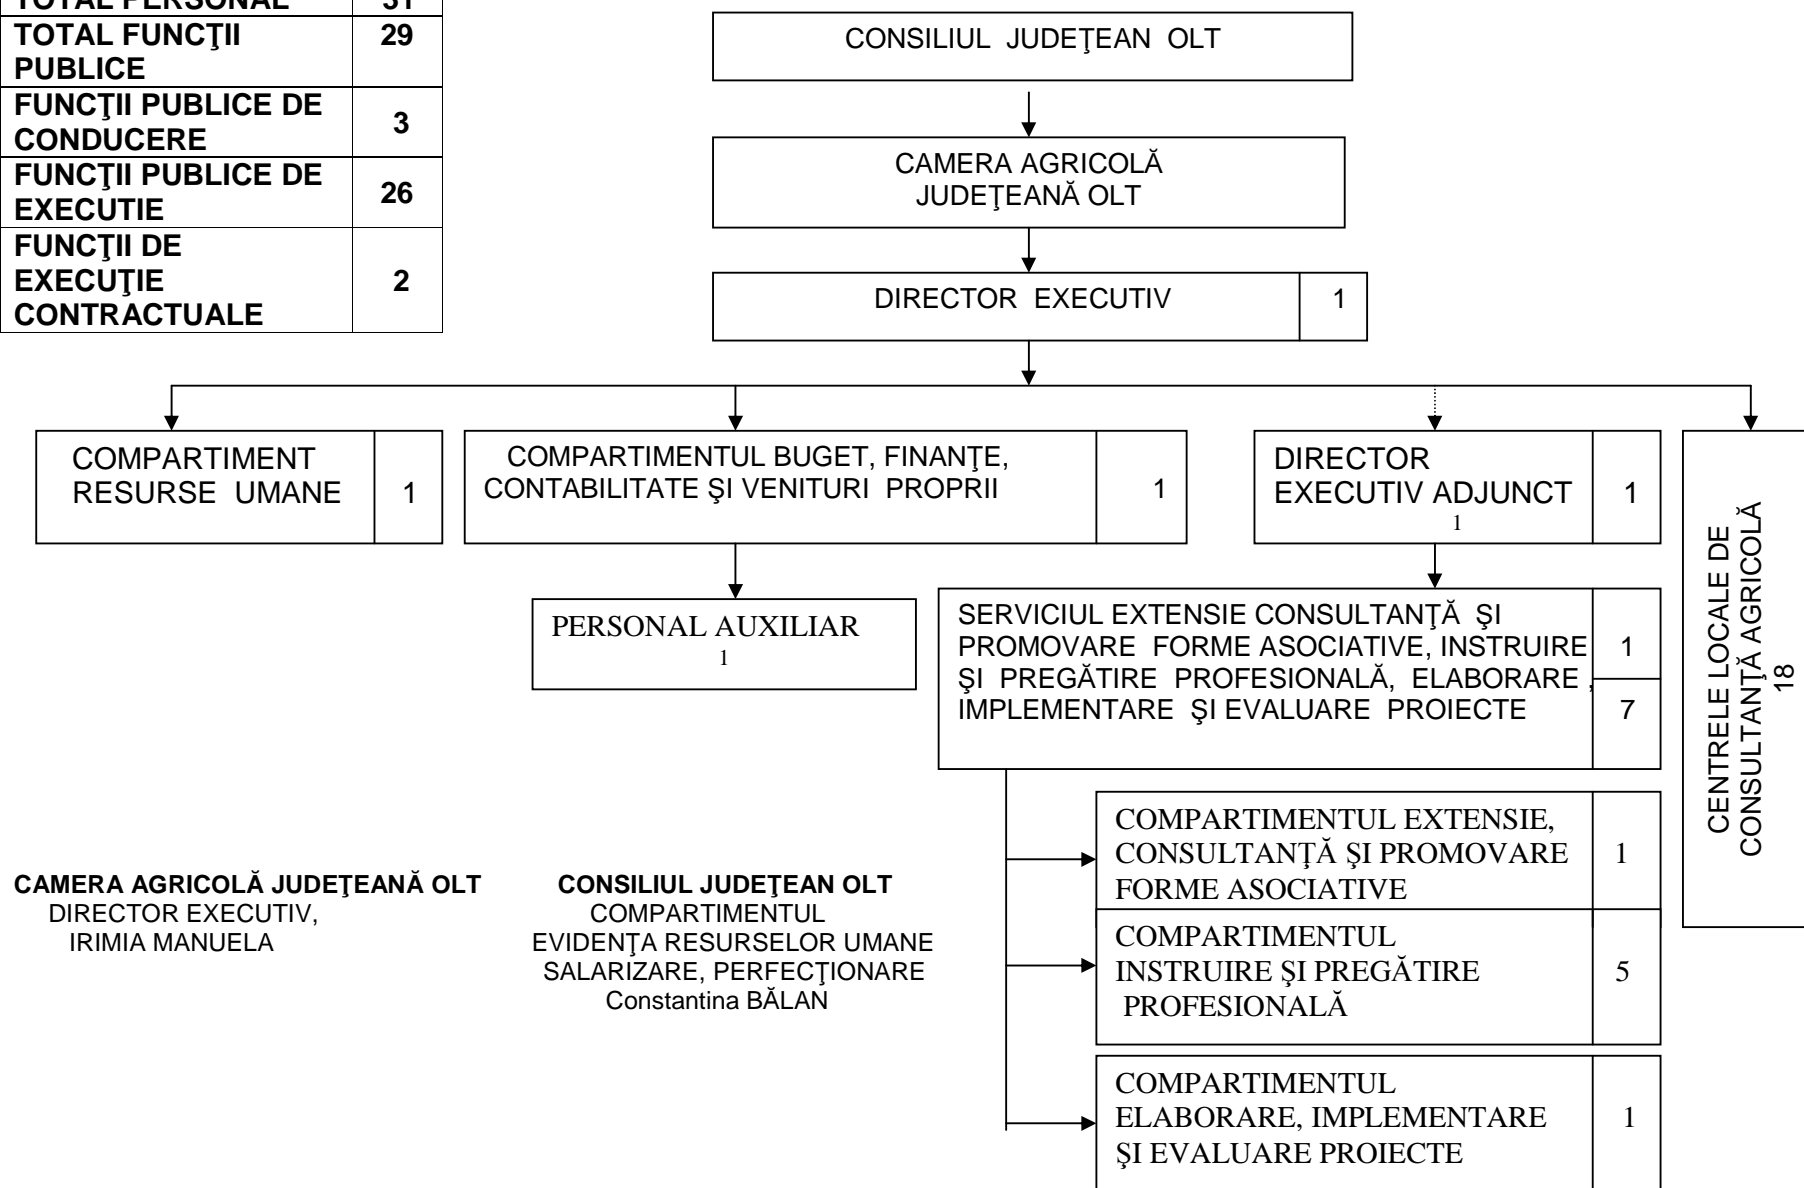 TOTAL PERSONAL 31
TOTAL FUNCŢII 29
PUBLICE
FUNCŢII PUBLICE DE
CONDUCERE 3
FUNCŢII PUBLICE DE
EXECUTIE 26
FUNCŢII DE
EXECUŢIE 2
CONTRACTUALE
CONSILIUL JUDEŢEAN OLT
CAMERA AGRICOLĂ
JUDEŢEANĂ OLT
DIRECTOR EXECUTIV 1
COMPARTIMENT
RESURSE UMANE 1
COMPARTIMENTUL BUGET, FINANŢE,
CONTABILITATE ŞI VENITURI PROPRII 1
DIRECTOR
EXECUTIV ADJUNCT 1
1
CENTRELE LOCALE DE
CONSULTANŢĂ AGRICOLĂ
18
PERSONAL AUXILIAR
1
SERVICIUL EXTENSIE CONSULTANŢĂ ŞI
PROMOVARE FORME ASOCIATIVE, INSTRUIRE 1
ŞI PREGĂTIRE PROFESIONALĂ, ELABORARE ,
IMPLEMENTARE ŞI EVALUARE PROIECTE 7
COMPARTIMENTUL EXTENSIE,
CONSULTANŢĂ ŞI PROMOVARE 1
FORME ASOCIATIVE
COMPARTIMENTUL
INSTRUIRE ŞI PREGĂTIRE 5
PROFESIONALĂ
COMPARTIMENTUL
ELABORARE, IMPLEMENTARE 1
ŞI EVALUARE PROIECTE
CAMERA AGRICOLĂ JUDEŢEANĂ OLT
DIRECTOR EXECUTIV,
IRIMIA MANUELA
CONSILIUL JUDEŢEAN OLT
COMPARTIMENTUL
EVIDENŢA RESURSELOR UMANE
SALARIZARE, PERFECŢIONARE
Constantina BĂLAN